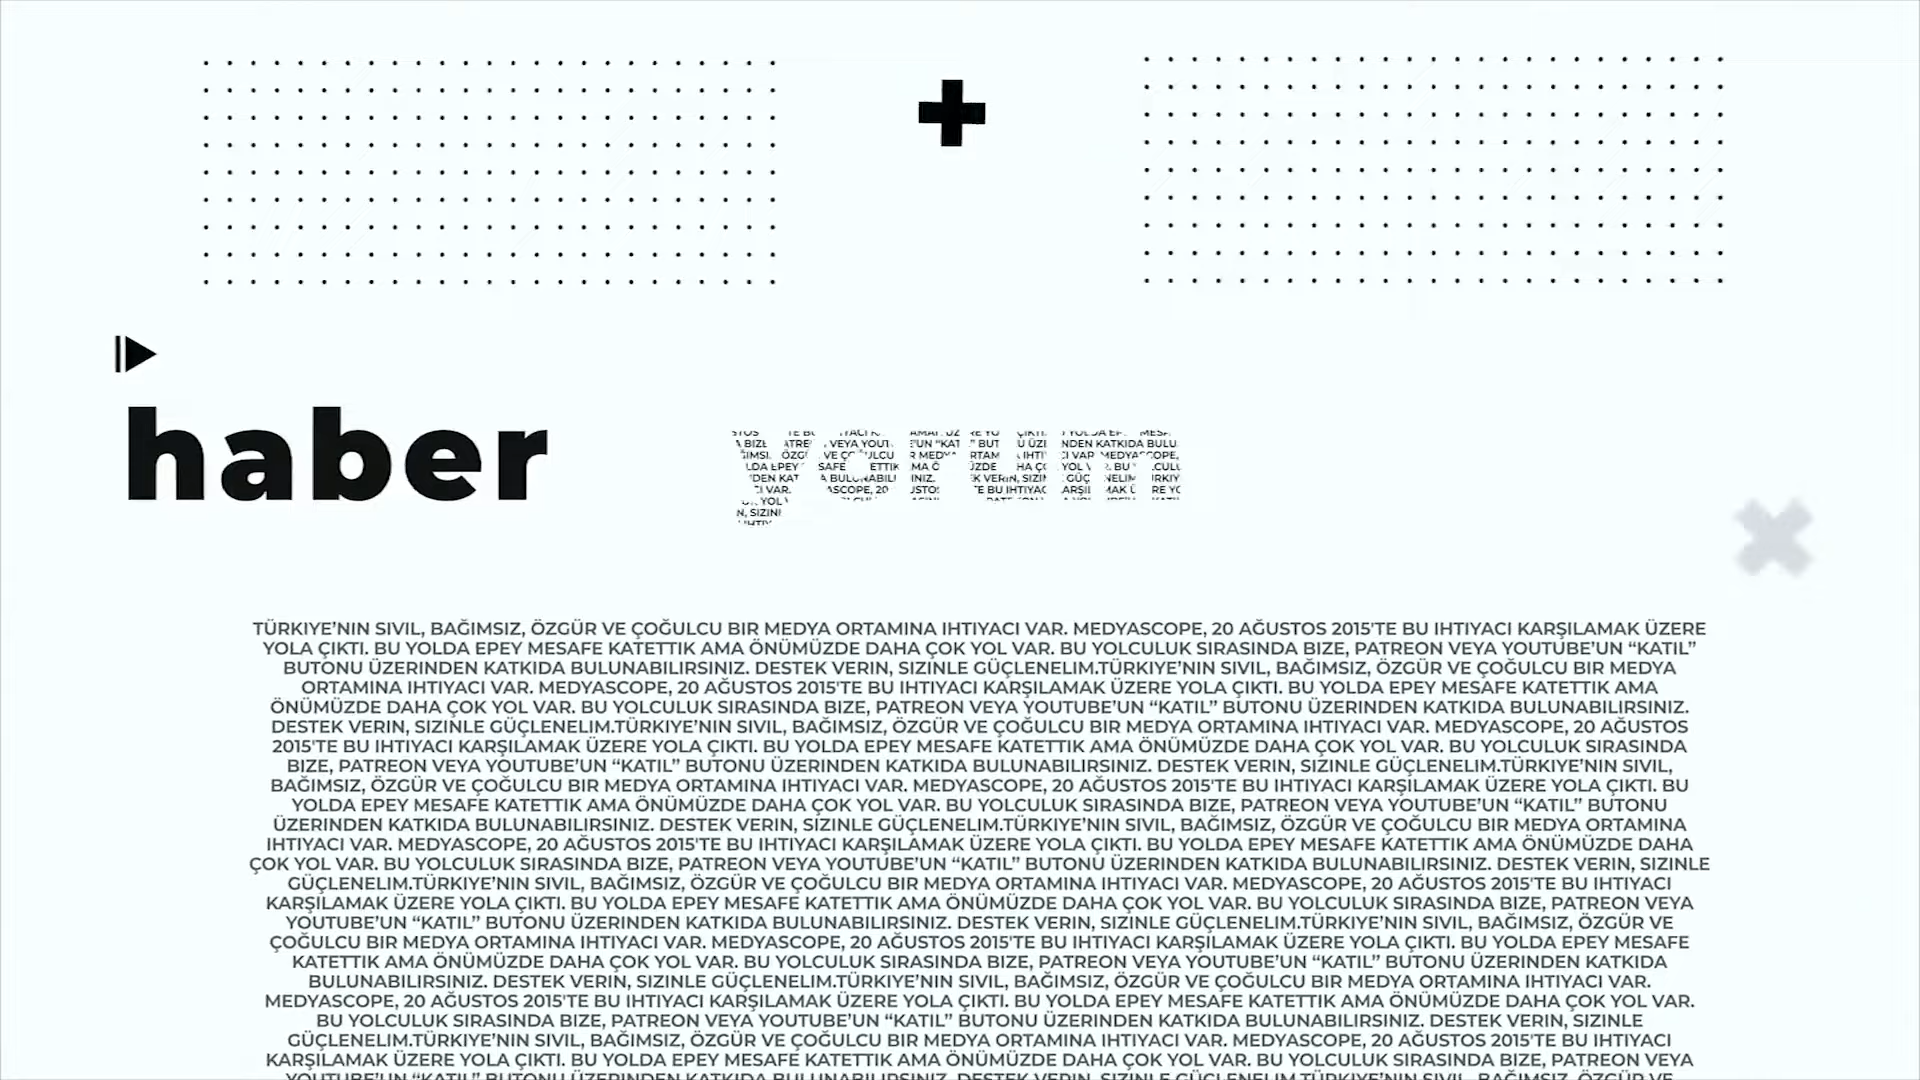 haber
yorum
TÜRKIYE’NIN SIVIL, BAĞIMSIZ, ÖZGÜR VE ÇOĞULCU BIR MEDYA ORTAMINA IHTIYACI VAR. MEDYASCOPE, 20 AĞUSTOS 2015'TE BU IHTIYACI KARŞILAMAK ÜZERE
YOLA ÇIKTI. BU YOLDA EPEY MESAFE KATETTIK AMA ÖNÜMÜZDE DAHA ÇOK YOL VAR. BU YOLCULUK SIRASINDA BIZE, PATREON VEYA YOUTUBE’UN “KATIL”
BUTONU ÜZERINDEN KATKIDA BULUNABILIRSINIZ. DESTEK VERIN, SIZINLE GÜÇLENELIM.TÜRKIYE’NIN SIVIL, BAĞIMSIZ, ÖZGÜR VE ÇOĞULCU BIR MEDYA
ORTAMINA IHTIYACI VAR. MEDYASCOPE, 20 AĞUSTOS 2015'TE BU IHTIYACI KARŞILAMAK ÜZERE YOLA ÇIKTI. BU YOLDA EPEY MESAFE KATETTIK AMA
ÖNÜMÜZDE DAHA ÇOK YOL VAR. BU YOLCULUK SIRASINDA BIZE, PATREON VEYA YOUTUBE’UN “KATIL” BUTONU ÜZERINDEN KATKIDA BULUNABILIRSINIZ.
DESTEK VERIN, SIZINLE GÜÇLENELIM.TÜRKIYE’NIN SIVIL, BAĞIMSIZ, ÖZGÜR VE ÇOĞULCU BIR MEDYA ORTAMINA IHTIYACI VAR. MEDYASCOPE, 20 AĞUSTOS
2015'TE BU IHTIYACI KARŞILAMAK ÜZERE YOLA ÇIKTI. BU YOLDA EPEY MESAFE KATETTIK AMA ÖNÜMÜZDE DAHA ÇOK YOL VAR. BU YOLCULUK SIRASINDA
BIZE, PATREON VEYA YOUTUBE’UN “KATIL” BUTONU ÜZERINDEN KATKIDA BULUNABILIRSINIZ. DESTEK VERIN, SIZINLE GÜÇLENELIM.TÜRKIYE’NIN SIVIL,
BAĞIMSIZ, ÖZGÜR VE ÇOĞULCU BIR MEDYA ORTAMINA IHTIYACI VAR. MEDYASCOPE, 20 AĞUSTOS 2015'TE BU IHTIYACI KARŞILAMAK ÜZERE YOLA ÇIKTI. BU
YOLDA EPEY MESAFE KATETTIK AMA ÖNÜMÜZDE DAHA ÇOK YOL VAR. BU YOLCULUK SIRASINDA BIZE, PATREON VEYA YOUTUBE’UN “KATIL” BUTONU
ÜZERINDEN KATKIDA BULUNABILIRSINIZ. DESTEK VERIN, SIZINLE GÜÇLENELIM.TÜRKIYE’NIN SIVIL, BAĞIMSIZ, ÖZGÜR VE ÇOĞULCU BIR MEDYA ORTAMINA
IHTIYACI VAR. MEDYASCOPE, 20 AĞUSTOS 2015'TE BU IHTIYACI KARŞILAMAK ÜZERE YOLA ÇIKTI. BU YOLDA EPEY MESAFE KATETTIK AMA ÖNÜMÜZDE DAHA
ÇOK YOL VAR. BU YOLCULUK SIRASINDA BIZE, PATREON VEYA YOUTUBE’UN “KATIL” BUTONU ÜZERINDEN KATKIDA BULUNABILIRSINIZ. DESTEK VERIN, SIZINLE
GÜÇLENELIM.TÜRKIYE’NIN SIVIL, BAĞIMSIZ, ÖZGÜR VE ÇOĞULCU BIR MEDYA ORTAMINA IHTIYACI VAR. MEDYASCOPE, 20 AĞUSTOS 2015'TE BU IHTIYACI
KARŞILAMAK ÜZERE YOLA ÇIKTI. BU YOLDA EPEY MESAFE KATETTIK AMA ÖNÜMÜZDE DAHA ÇOK YOL VAR. BU YOLCULUK SIRASINDA BIZE, PATREON VEYA
YOUTUBE’UN “KATIL” BUTONU ÜZERINDEN KATKIDA BULUNABILIRSINIZ. DESTEK VERIN, SIZINLE GÜÇLENELIM.TÜRKIYE’NIN SIVIL, BAĞIMSIZ, ÖZGÜR VE
ÇOĞULCU BIR MEDYA ORTAMINA IHTIYACI VAR. MEDYASCOPE, 20 AĞUSTOS 2015'TE BU IHTIYACI KARŞILAMAK ÜZERE YOLA ÇIKTI. BU YOLDA EPEY MESAFE
KATETTIK AMA ÖNÜMÜZDE DAHA ÇOK YOL VAR. BU YOLCULUK SIRASINDA BIZE, PATREON VEYA YOUTUBE’UN “KATIL” BUTONU ÜZERINDEN KATKIDA
BULUNABILIRSINIZ. DESTEK VERIN, SIZINLE GÜÇLENELIM.TÜRKIYE’NIN SIVIL, BAĞIMSIZ, ÖZGÜR VE ÇOĞULCU BIR MEDYA ORTAMINA IHTIYACI VAR.
MEDYASCOPE, 20 AĞUSTOS 2015'TE BU IHTIYACI KARŞILAMAK ÜZERE YOLA ÇIKTI. BU YOLDA EPEY MESAFE KATETTIK AMA ÖNÜMÜZDE DAHA ÇOK YOL VAR.
BU YOLCULUK SIRASINDA BIZE, PATREON VEYA YOUTUBE’UN “KATIL” BUTONU ÜZERINDEN KATKIDA BULUNABILIRSINIZ. DESTEK VERIN, SIZINLE
GÜÇLENELIM.TÜRKIYE’NIN SIVIL, BAĞIMSIZ, ÖZGÜR VE ÇOĞULCU BIR MEDYA ORTAMINA IHTIYACI VAR. MEDYASCOPE, 20 AĞUSTOS 2015'TE BU IHTIYACI
KARŞILAMAK ÜZERE YOLA ÇIKTI. BU YOLDA EPEY MESAFE KATETTIK AMA ÖNÜMÜZDE DAHA ÇOK YOL VAR. BU YOLCULUK SIRASINDA BIZE, PATREON VEYA
YOUTUBE’UN “KATIL” BUTONU ÜZERINDEN KATKIDA BULUNABILIRSINIZ. DESTEK VERIN, SIZINLE GÜÇLENELIM.TÜRKIYE’NIN SIVIL, BAĞIMSIZ, ÖZGÜR VE